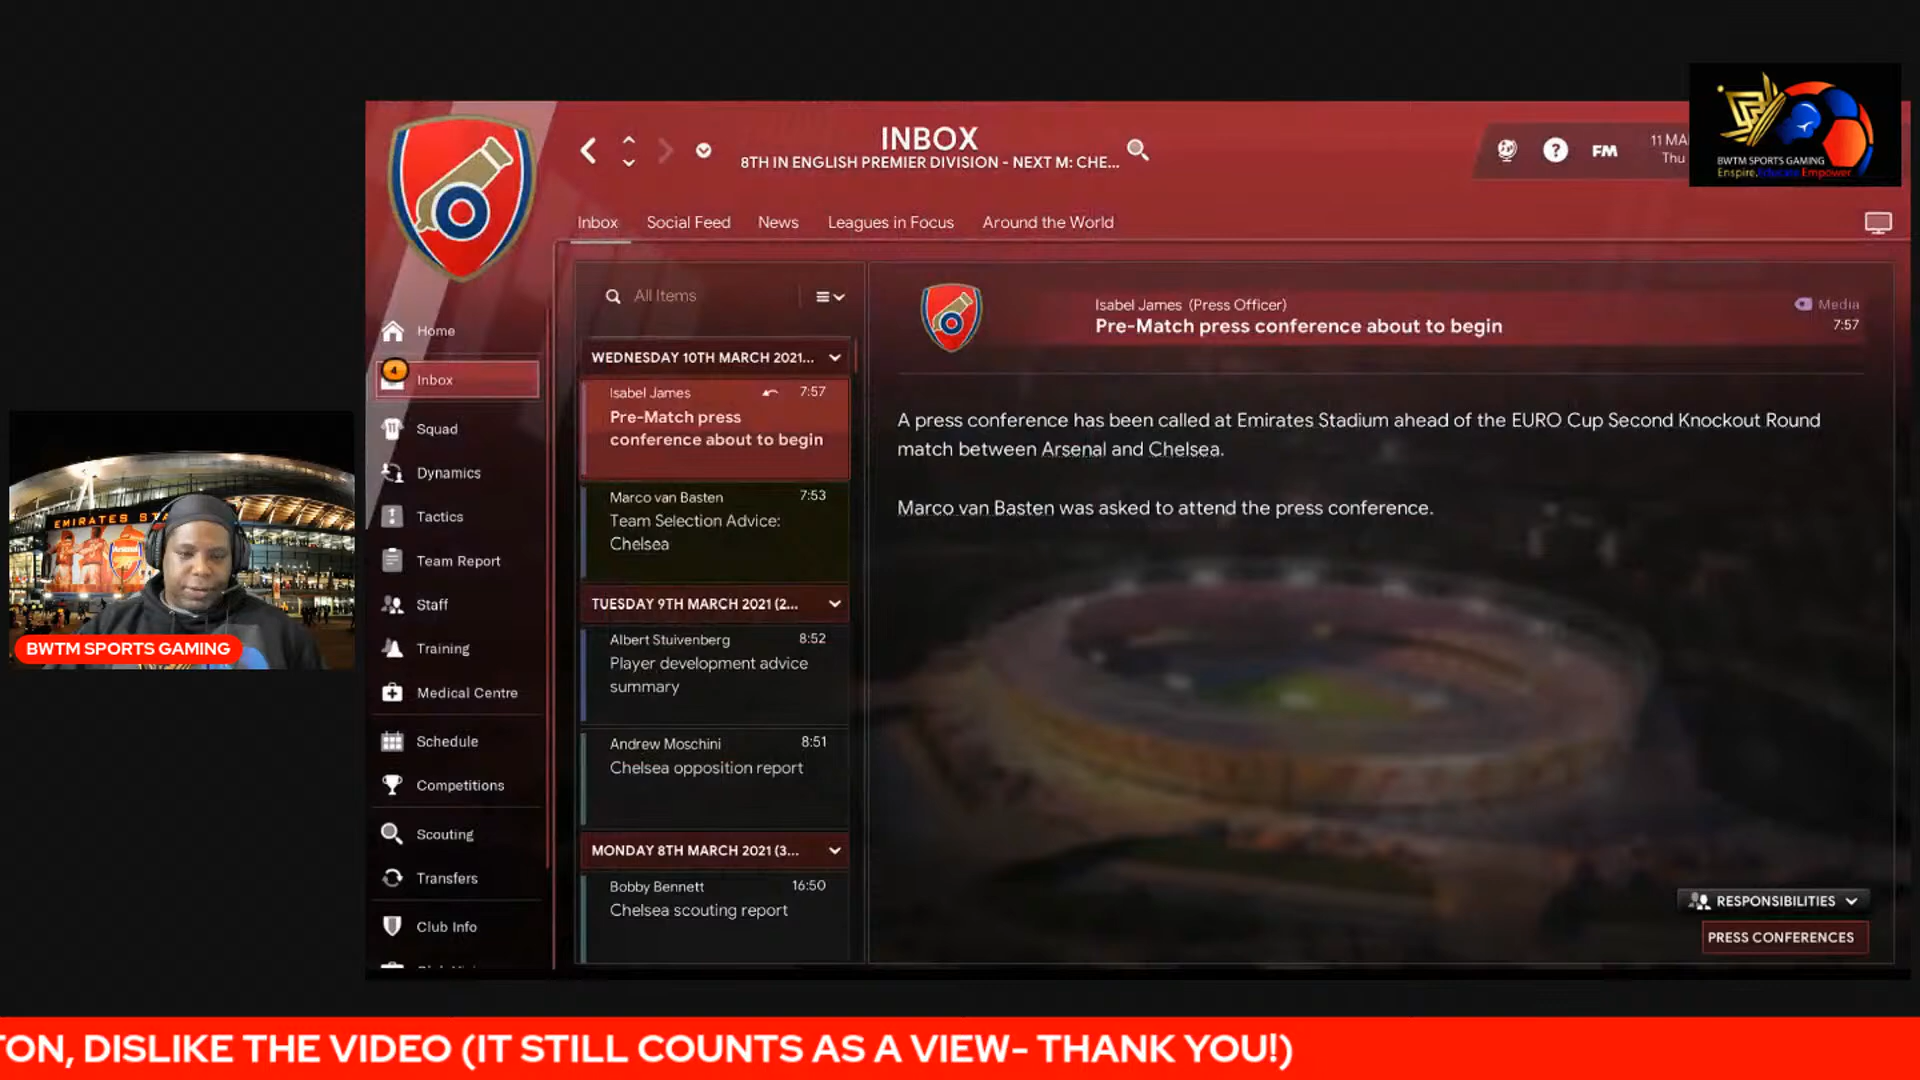 INBOX
8TH IN ENGLISH PREMIER DIVISION - NEXT M: CHE...
FM
11 MA
Thu
BWTM SPORTS GAMING
Enspire.Educate.Empower
Inbox
Social Feed
News
Leagues in Focus
Around the World
All Items
Home
4
Inbox
Squad
Dynamics
Tactics
Team Report
Staff
Training
Medical Centre
Schedule
Competitions
Scouting
Transfers
Club Info
WEDNESDAY 10TH MARCH 2021...
Isabel James
7:57
Pre-Match press
conference about to begin
Marco van Basten
7:53
Team Selection Advice:
Chelsea
TUESDAY 9TH MARCH 2021 (2...
Albert Stuivenberg
8:52
Player development advice
summary
Andrew Moschini
8:51
Chelsea opposition report
MONDAY 8TH MARCH 2021 (3...
Bobby Bennett
16:50
Chelsea scouting report
Isabel James (Press Officer)
Media
Pre-Match press conference about to begin
7:57
A press conference has been called at Emirates Stadium ahead of the EURO Cup Second Knockout Round
match between Arsenal and Chelsea.
Marco van Basten was asked to attend the press conference.
RESPONSIBILITIES
PRESS CONFERENCES
EMIRATES STA
Arsenal
BWTM SPORTS GAMING
TON, DISLIKE THE VIDEO (IT STILL COUNTS AS A VIEW- THANK YOU!)